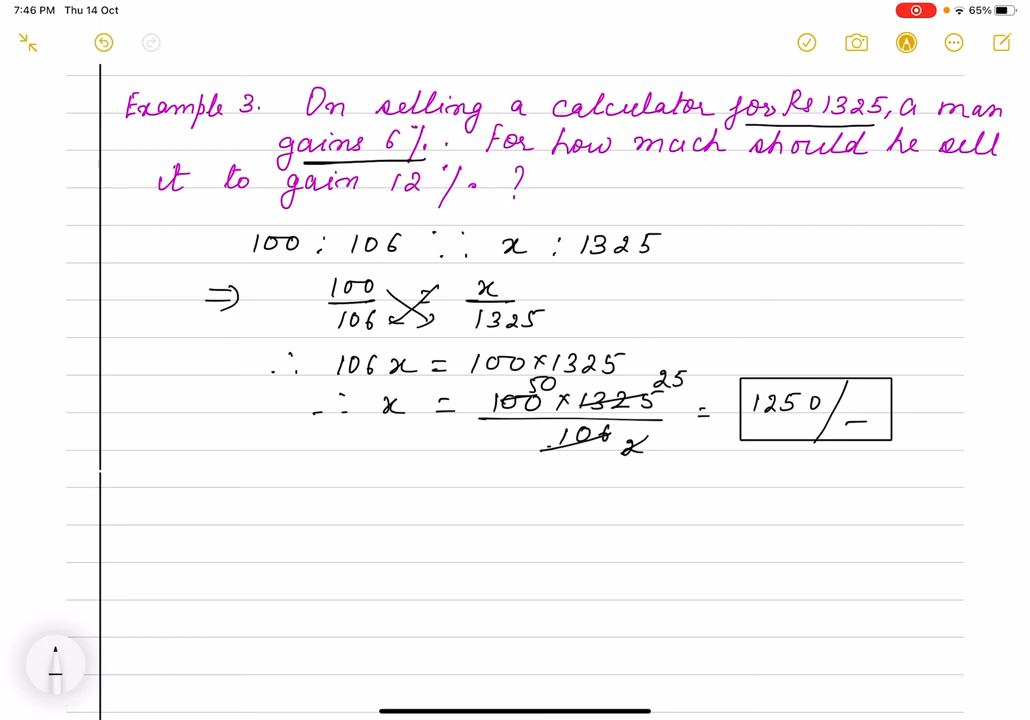 7:46 PM Thu 14 Oct
65%
Example 3. On selling a calculator for Rs 1325, a man
gains 6%. For how much should he sell
it to gain 12%. ?
100 : 106 ∷ x : 1325
⇒ 100/106 = x/1325
∴ 106x = 100×1325
∴ x = 100 50 × 1325 25 / 106 2 = 1250/-